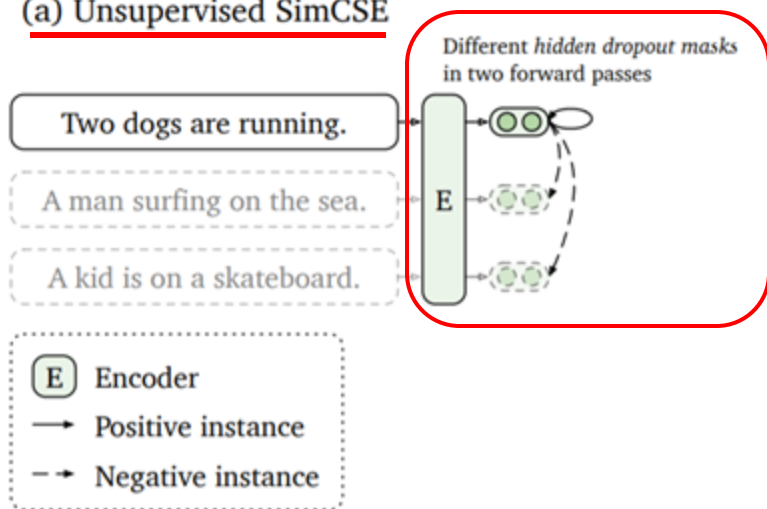 (a) Unsupervised SimCSE
Different hidden dropout masks
in two forward passes
Two dogs are running.
A man surfing on the sea.
E
A kid is on a skateboard.
E Encoder
Positive instance
Negative instance